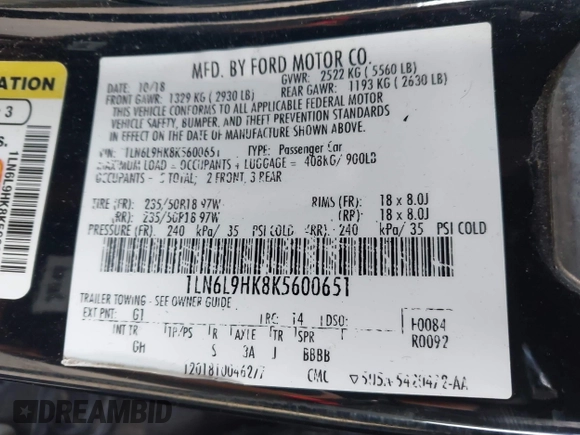 MFD. BY FORD MOTOR CO.
DATE: 10/18 GVWR: 2522 KG ( 5560 LB)
FRONT GAWR: 1329 KG ( 2930 LB) REAR GAWR: 1193 KG ( 2630 LB)
THIS VEHICLE CONFORMS TO ALL APPLICABLE FEDERAL MOTOR
VEHICLE SAFETY, BUMPER, AND THEFT PREVENTION STANDARDS
IN EFFECT ON THE DATE OF MANUFACTURE SHOWN ABOVE.
VIN: 1LN6L9HK8K5600651 TYPE: Passenger Car
MAXIMUM LOAD = OCCUPANTS + LUGGAGE = 408KG/ 900LB
OCCUPANTS - 5 TOTAL; 2 FRONT, 3 REAR
TIRE (FR): 235/50R18 97W RIMS (FR): 18 x 8.0J
(RR): 235/50R18 97W (RR): 18 x 8.0J
PRESSURE (FR): 240 kPa/ 35 PSI COLD (RR): 240 kPa/ 35 PSI COLD
1LN6L9HK8K5600651
TRAILER TOWING - SEE OWNER GUIDE
EXT PNT: G1 RC: 14 DSO: F0084
R0092
INT TR TP/PS R AXLE TR SPR
GH S 3A J BBBB
CMC
DREAMBID